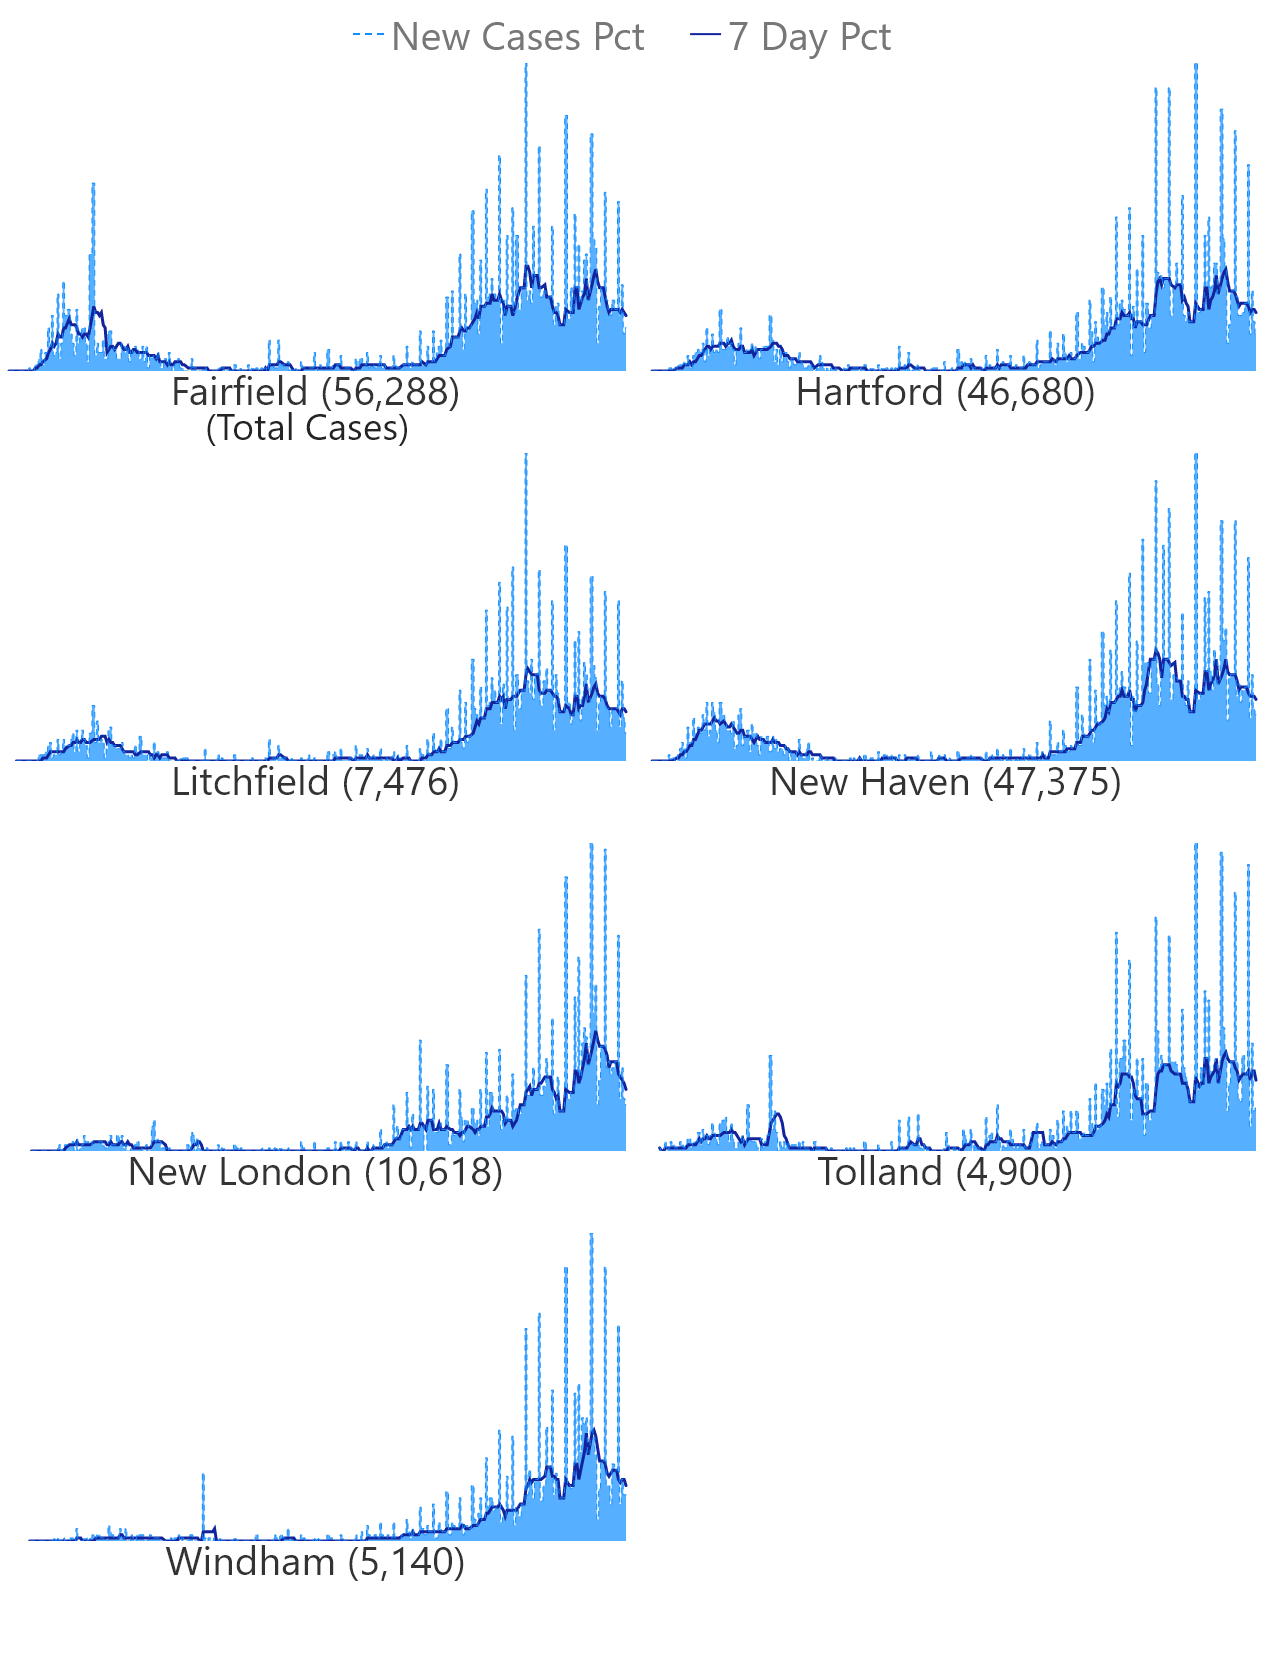 New Cases Pct 7 Day Pct
Fairfield (56,288)
(Total Cases)
Hartford (46,680)
Litchfield (7,476)
New Haven (47,375)
New London (10,618)
Tolland (4,900)
Windham (5,140)